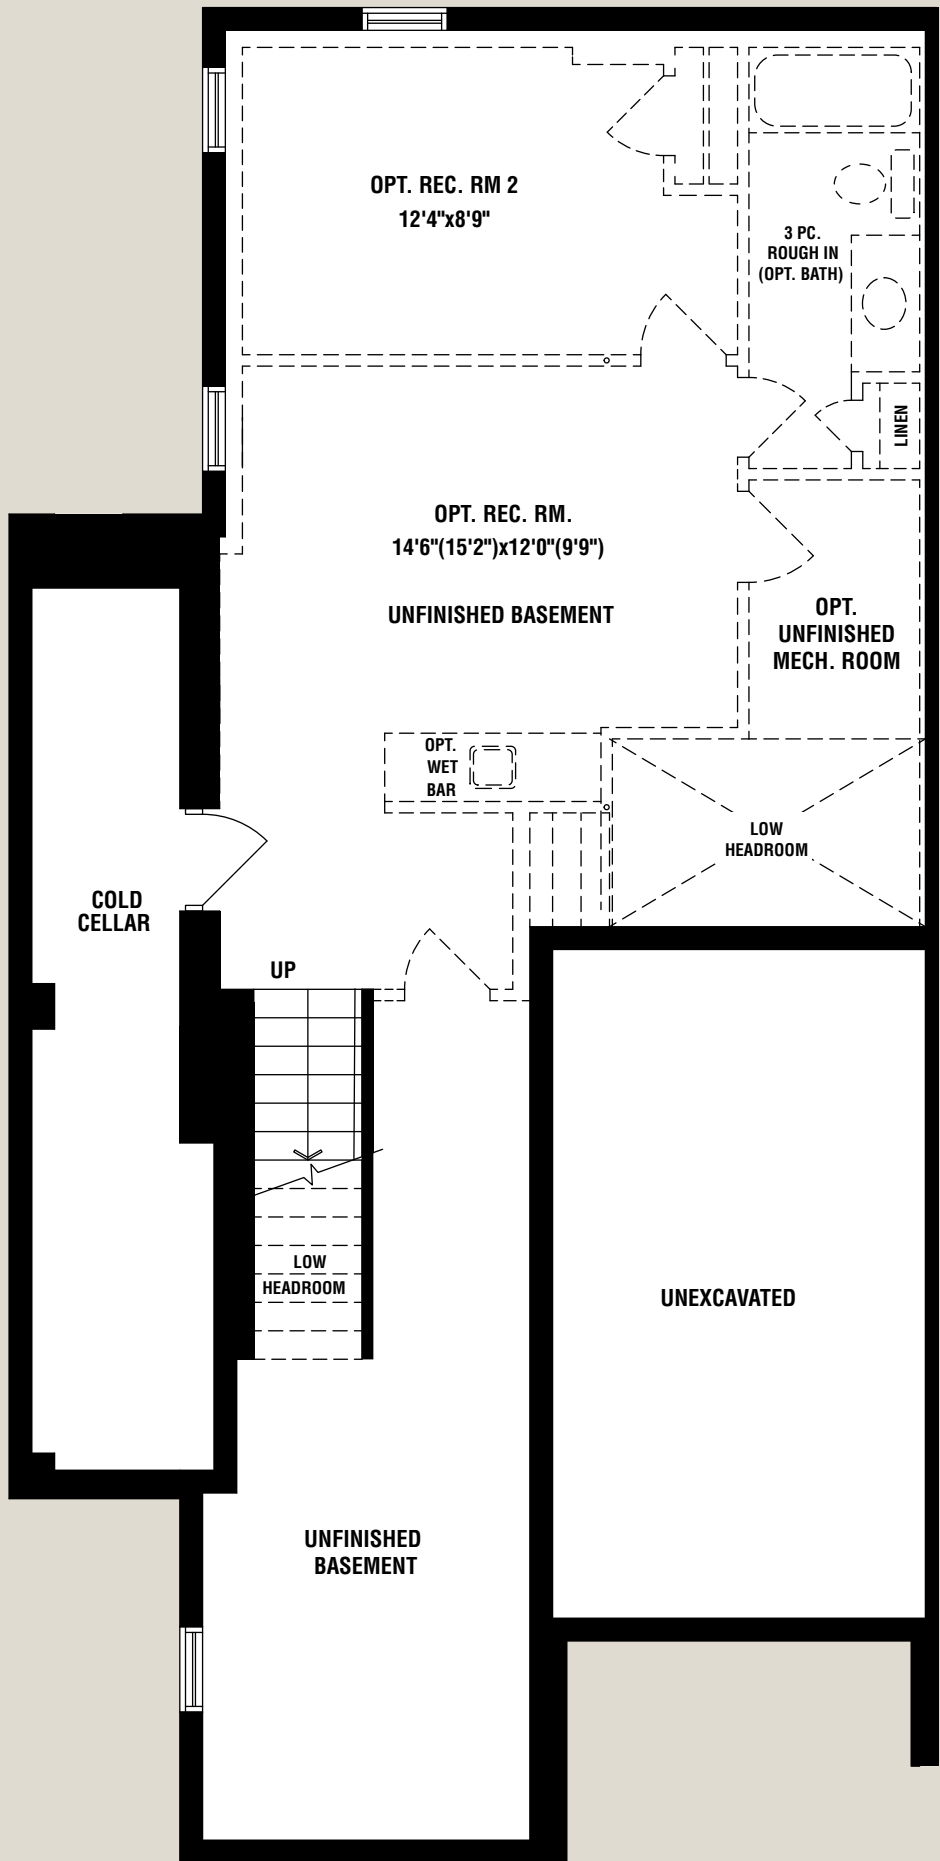 OPT. REC. RM 2
12'4"x8'9"
3 PC.
ROUGH IN
(OPT. BATH)
LINEN
OPT. REC. RM.
14'6"(15'2")x12'0"(9'9")
UNFINISHED BASEMENT
OPT.
UNFINISHED
MECH. ROOM
OPT.
WET
BAR
LOW
HEADROOM
COLD
CELLAR
UP
LOW
HEADROOM
UNEXCAVATED
UNFINISHED
BASEMENT